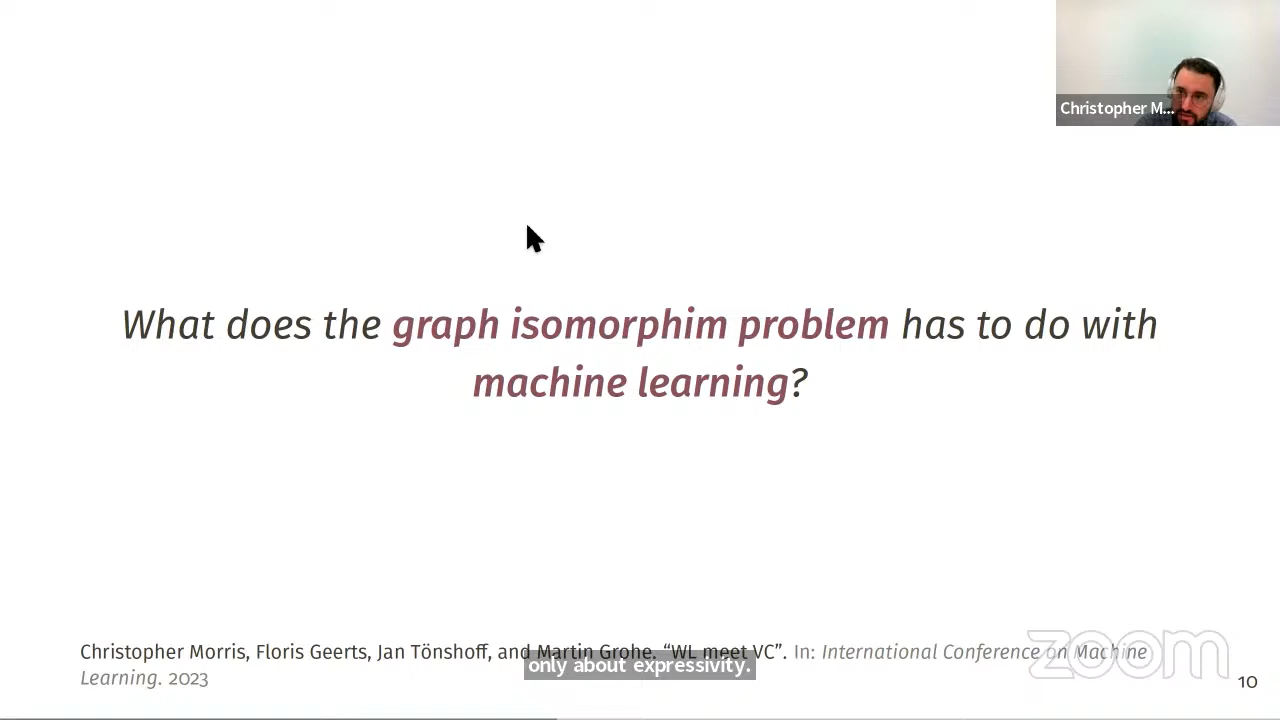 Christopher M...
What does the graph isomorphim problem has to do with
machine learning?
Christopher Morris, Floris Geerts, Jan Tönshoff, and Martin Grohe. “WL meet VC”. In: International Conference on Machine
Learning. 2023
only about expressivity.
zoom
10